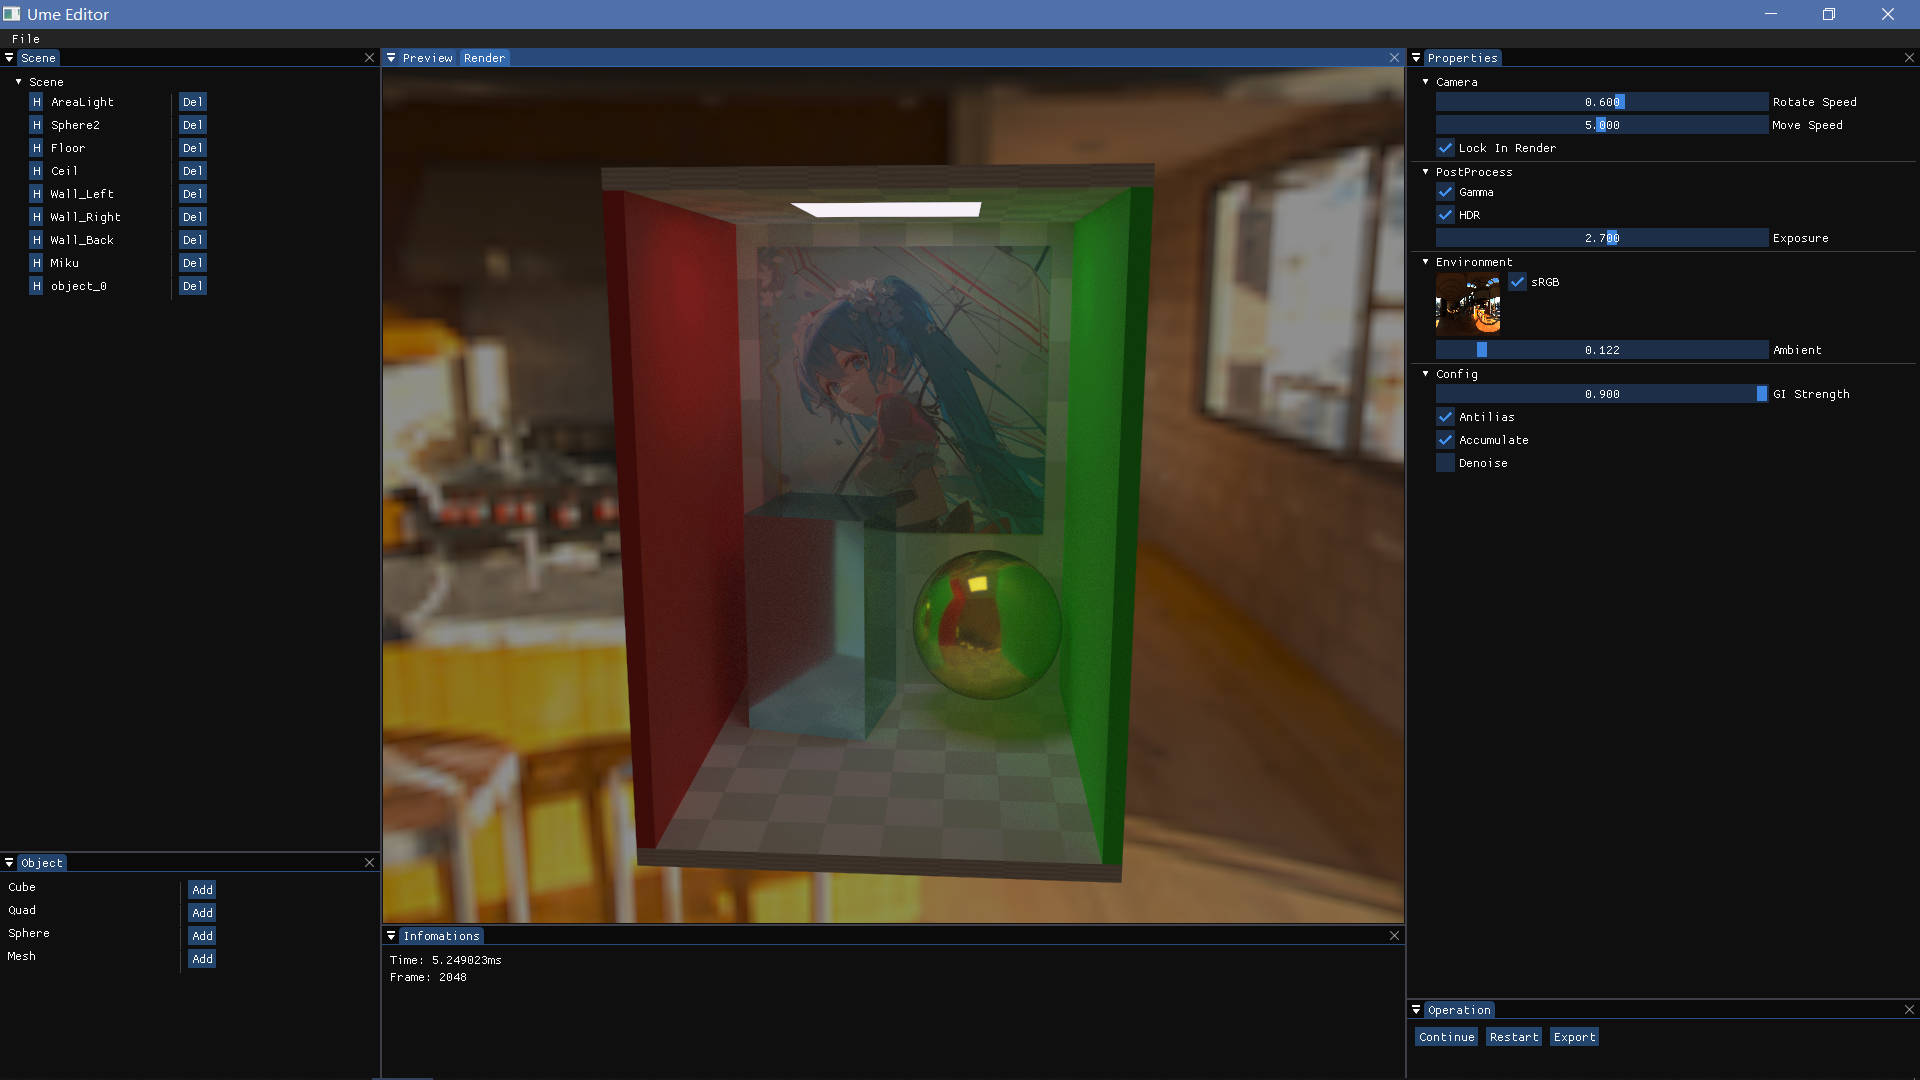 Ume Editor
File
Scene
Scene
H AreaLight Del
H Sphere2 Del
H Floor Del
H Ceil Del
H Wall_Left Del
H Wall_Right Del
H Wall_Back Del
H Miku Del
H object_0 Del
Object
Cube Add
Quad Add
Sphere Add
Mesh Add
Preview Render
Infomations
Time: 5.249023ms
Frame: 2048
Properties
Camera
0.600 Rotate Speed
5.000 Move Speed
Lock In Render
PostProcess
Gamma
HDR
2.700 Exposure
Environment
sRGB
0.122 Ambient
Config
0.900 GI Strength
Antilias
Accumulate
Denoise
Operation
Continue Restart Export